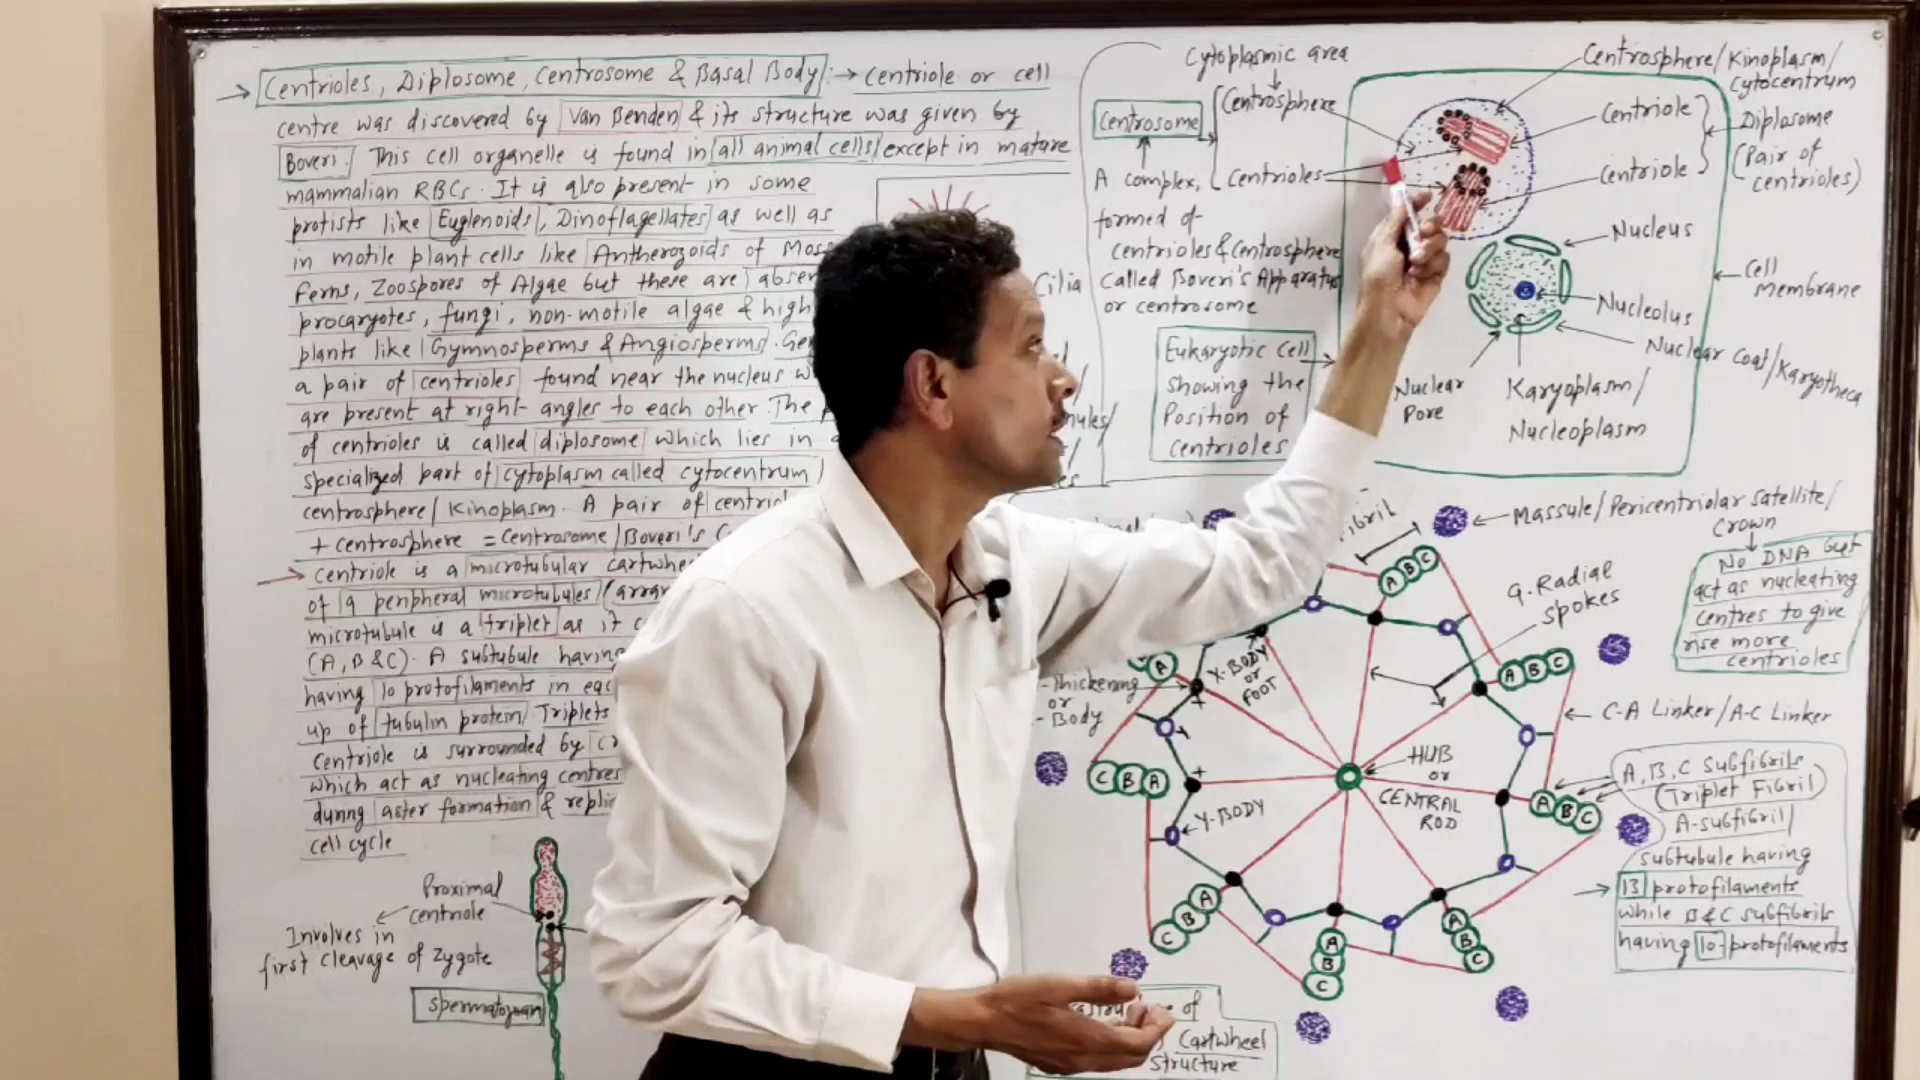 Centrioles, Diplosome, Centrosome & Basal Body :→ Centriole or cell
centre was discovered by Van Benden & its structure was given by
Boveri. This cell organelle is found in all animal cells except in mature
mammalian RBCs. It is also present in some
protists like Euglenoids, Dinoflagellates as well as
in motile plant cells like Antherozoids of Moss
Ferns, Zoospores of Algae but these are absen
procaryotes, fungi, non-motile algae & high
plants like Gymnosperms & Angiosperms. Gen
a pair of centrioles found near the nucleus w
are present at right-angles to each other. The p
of centrioles is called diplosome which lies in a
specialized part of cytoplasm called cytocentrum
centrosphere/Kinoplasm. A pair of centriol
+ centrosphere = Centrosome/Boveri's
Centriole is a microtubular cartwhee
of 9 peripheral microtubules (arran
microtubule is a triplet as it c
(A, B & C). A subtubule having
having 10 protofilaments in eac
up of tubulin protein. Triplets
Centriole is surrounded by
which act as nucleating centres
during aster formation & replic
cell cycle
Proximal
centriole
Involves in
first cleavage of Zygote
spermatozoan
Cilia
Cytoplasmic area
Centrosome
Centrosphere
Centrioles
A complex,
formed of
centrioles & Centrosphere
called Boveri's Apparatus
or centrosome
Eukaryotic Cell
showing the
Position of
centrioles
Centrosphere/Kinoplasm/
Cytocentrum
Centriole
Centriole
Diplosome
(Pair of
centrioles)
Nucleus
Cell
Membrane
Nucleolus
Nuclear Coat/Karyotheca
Nuclear
Pore
Karyoplasm/
Nucleoplasm
Massule/Pericentriolar Satellite/
Crown
No DNA but
act as nucleating
centres to give
rise more
centrioles
9. Radial
spokes
C-A Linker/A-C Linker
A, B, C Subfibrils
(Triplet Fibril)
A-subfibril/
subtubule having
13 protofilaments
while B & C subfibrils
having 10-protofilaments
HUB
or
CENTRAL
ROD
X-BODY
or
FOOT
-Thickening
or
-Body
Y-BODY
A B C
A B C
A B C
A B C
A B C
C B A
C B A
A
+
Y
+
of
Cartwheel
structure